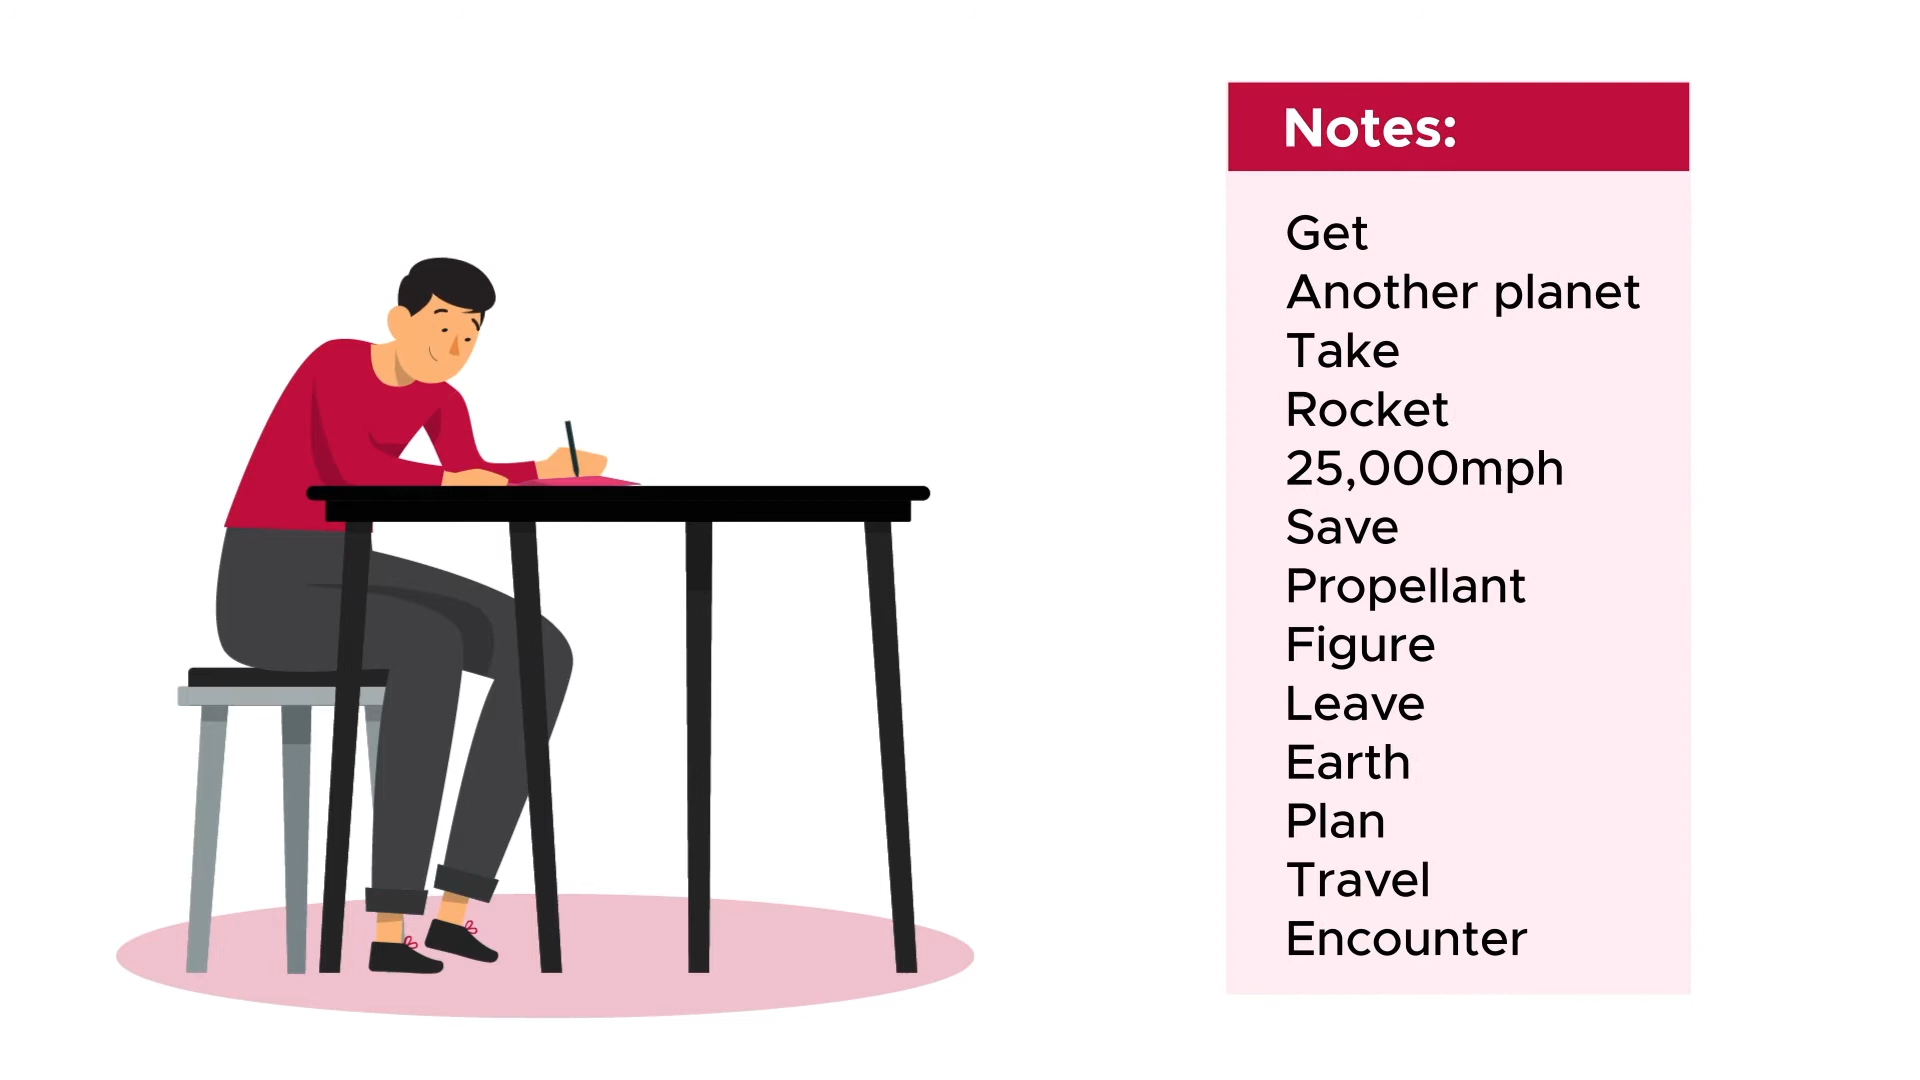 Notes:
Get
Another planet
Take
Rocket
25,000mph
Save
Propellant
Figure
Leave
Earth
Plan
Travel
Encounter